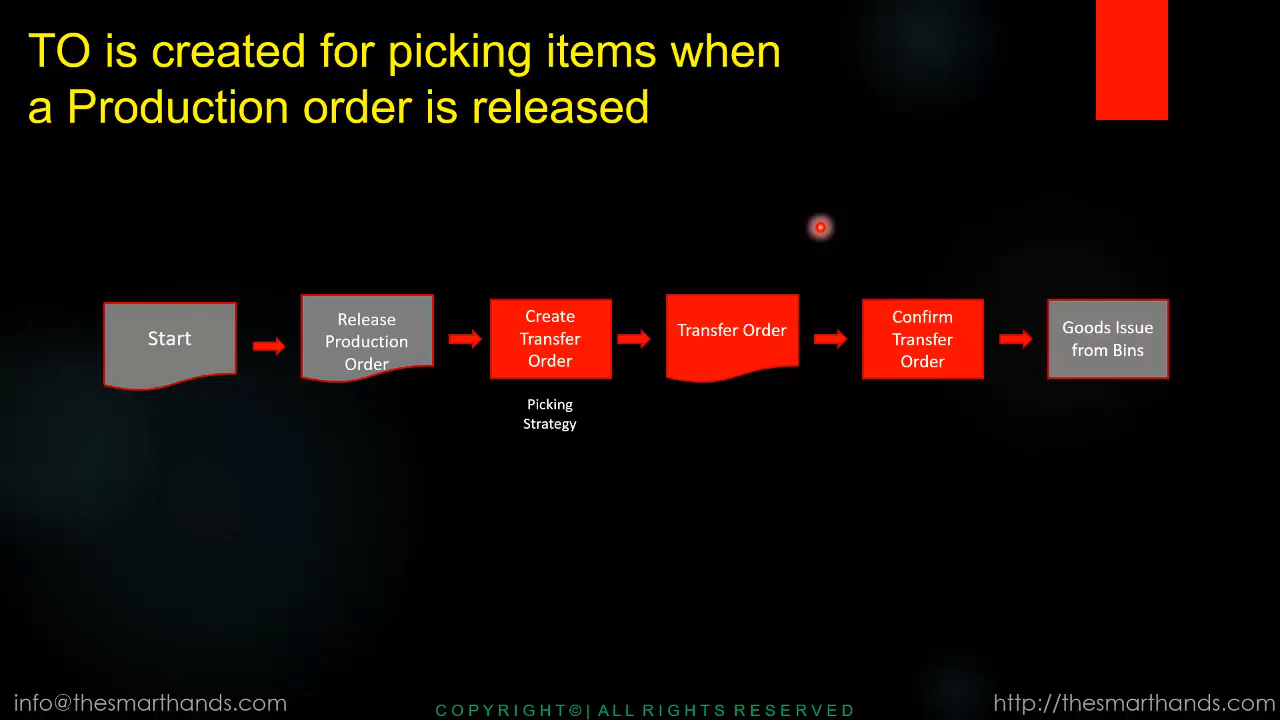 TO is created for picking items when
a Production order is released
Start
Release
Production
Order
Create
Transfer
Order
Transfer Order
Confirm
Transfer
Order
Goods Issue
from Bins
Picking
Strategy
info@thesmarthands.com
COPYRIGHT©| ALL RIGHTS RESERVED
http://thesmarthands.com